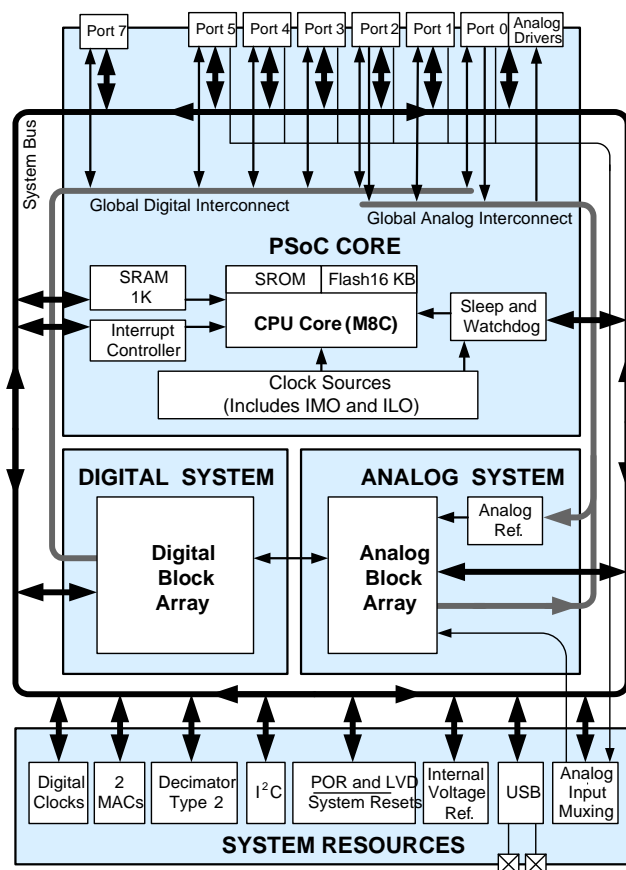 Port 7
Port 5
Port 4
Port 3
Port 2
Port 1
Port 0
Analog
Drivers
System Bus
Global Digital Interconnect
Global Analog Interconnect
PSoC CORE
SRAM
1K
SROM
Flash16 KB
CPU Core (M8C)
Interrupt
Controller
Sleep and
Watchdog
Clock Sources
(Includes IMO and ILO)
DIGITAL SYSTEM
ANALOG SYSTEM
Digital
Block
Array
Analog
Block
Array
Analog
Ref.
Digital
Clocks
2
MACs
Decimator
Type 2
I²C
POR and LVD
System Resets
Internal
Voltage
Ref.
USB
Analog
Input
Muxing
SYSTEM RESOURCES